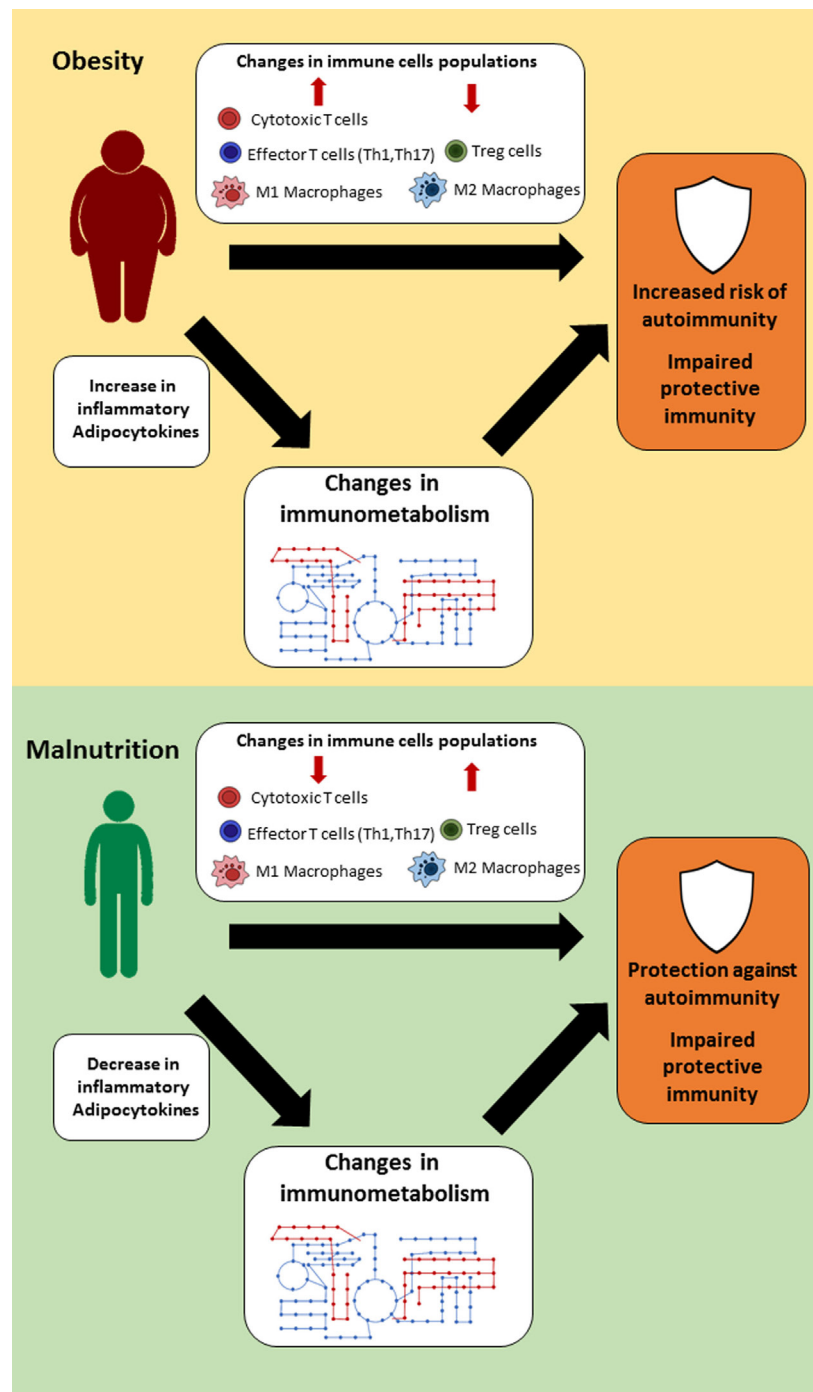 Obesity
Changes in immune cells populations
Cytotoxic T cells
Effector T cells (Th1,Th17)
Treg cells
M1 Macrophages
M2 Macrophages
Increased risk of
autoimmunity
Impaired
protective
immunity
Increase in
inflammatory
Adipocytokines
Changes in
immunometabolism
Malnutrition
Changes in immune cells populations
Cytotoxic T cells
Effector T cells (Th1,Th17)
Treg cells
M1 Macrophages
M2 Macrophages
Protection against
autoimmunity
Impaired
protective
immunity
Decrease in
inflammatory
Adipocytokines
Changes in
immunometabolism